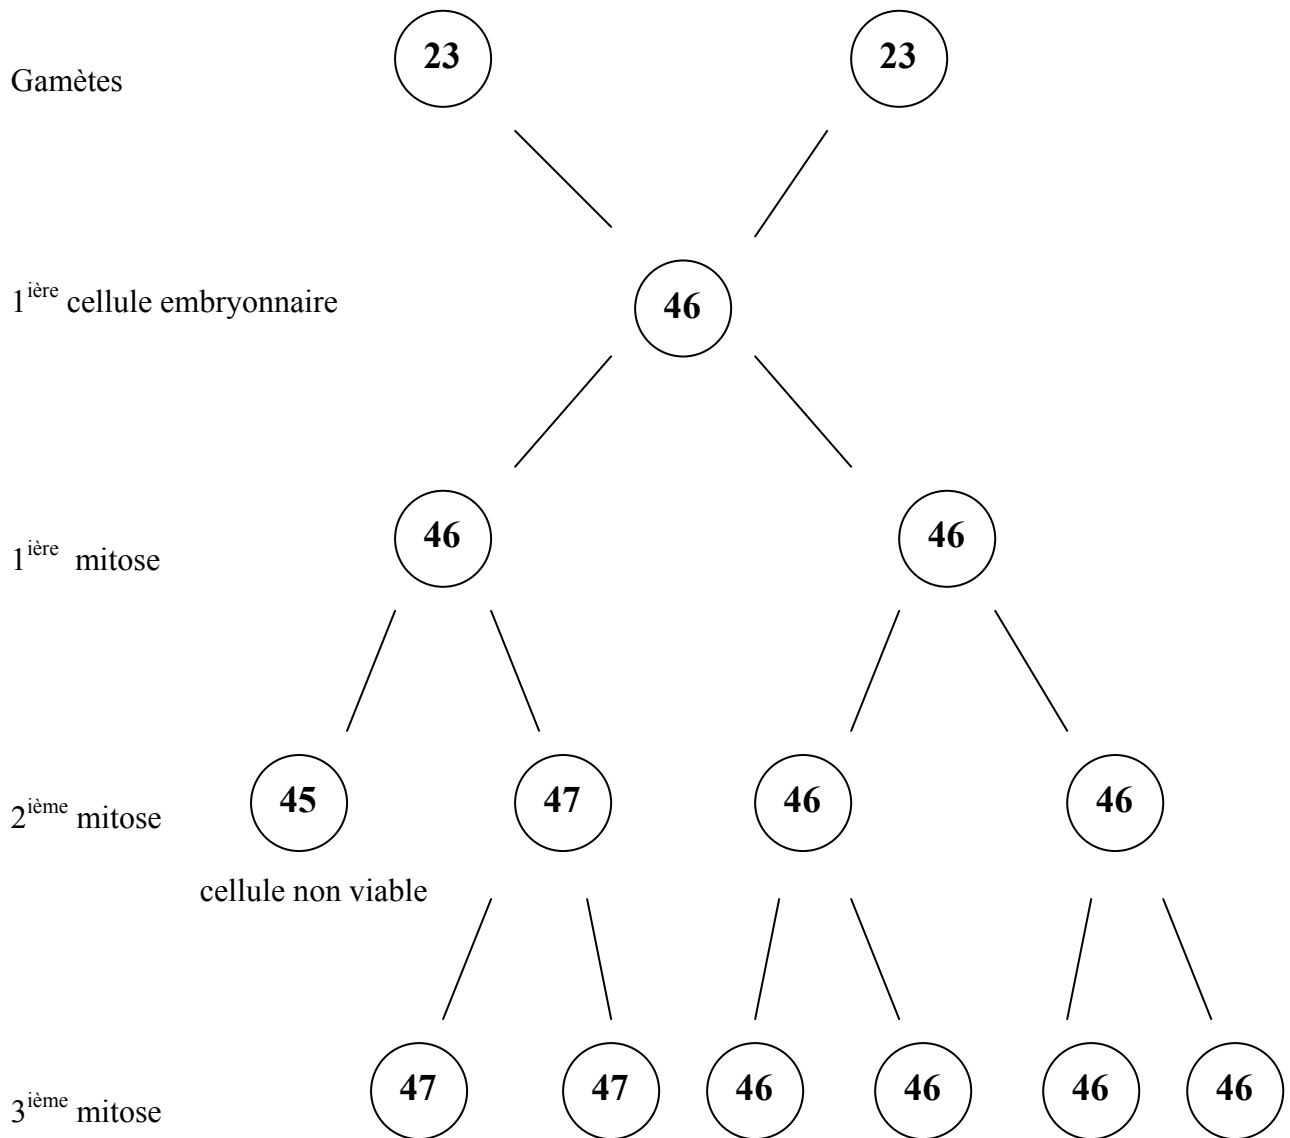 23 23
Gamètes
1ière cellule embryonnaire
46
46 46
1ière mitose
45 47 46 46
2ième mitose
cellule non viable
47 47 46 46 46 46
3ième mitose